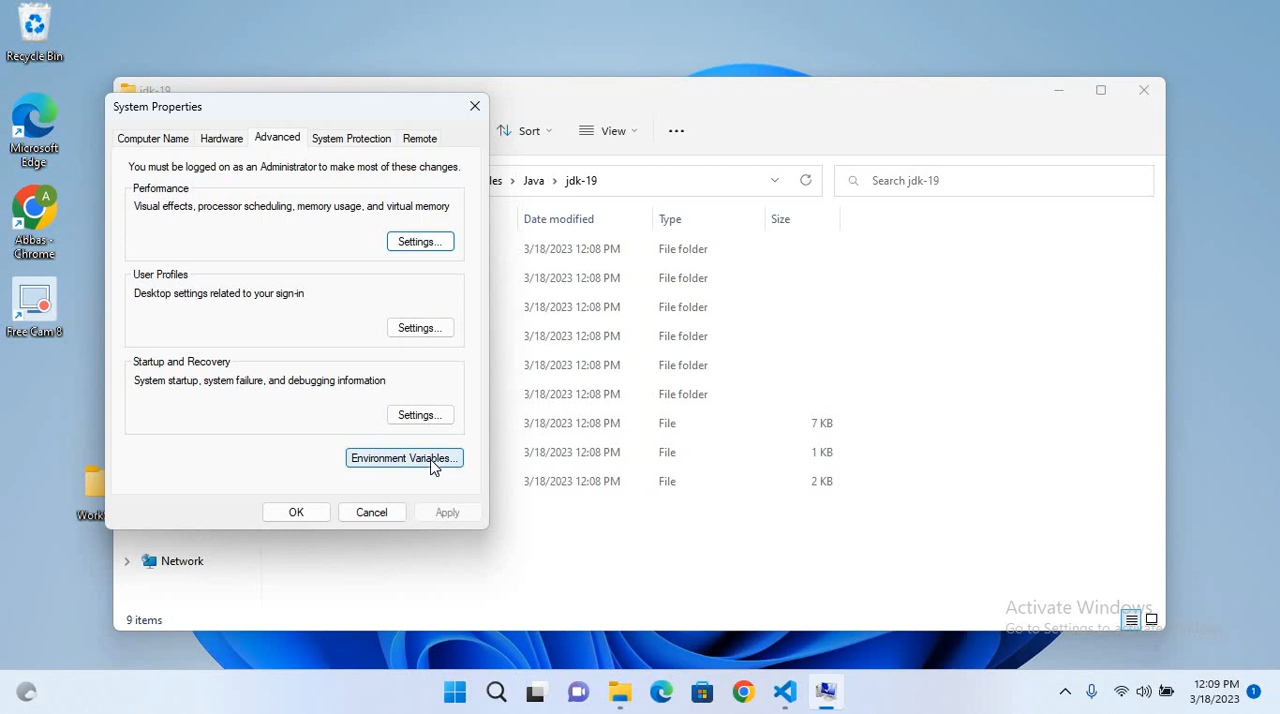 Recycle Bin
Microsoft
Edge
Abbas -
Chrome
Free Cam 8
jdk-19
System Properties
Computer Name
Hardware
Advanced
System Protection
Remote
You must be logged on as an Administrator to make most of these changes.
Performance
Visual effects, processor scheduling, memory usage, and virtual memory
Settings...
User Profiles
Desktop settings related to your sign-in
Settings...
Startup and Recovery
System startup, system failure, and debugging information
Settings...
Environment Variables...
OK
Cancel
Apply
Sort
View
Java
jdk-19
Search jdk-19
Date modified
Type
Size
3/18/2023 12:08 PM File folder
3/18/2023 12:08 PM File folder
3/18/2023 12:08 PM File folder
3/18/2023 12:08 PM File folder
3/18/2023 12:08 PM File folder
3/18/2023 12:08 PM File folder
3/18/2023 12:08 PM File 7 KB
3/18/2023 12:08 PM File 1 KB
3/18/2023 12:08 PM File 2 KB
Network
9 items
Activate Windows
Go to Settings to
A
12:09 PM
3/18/2023
1